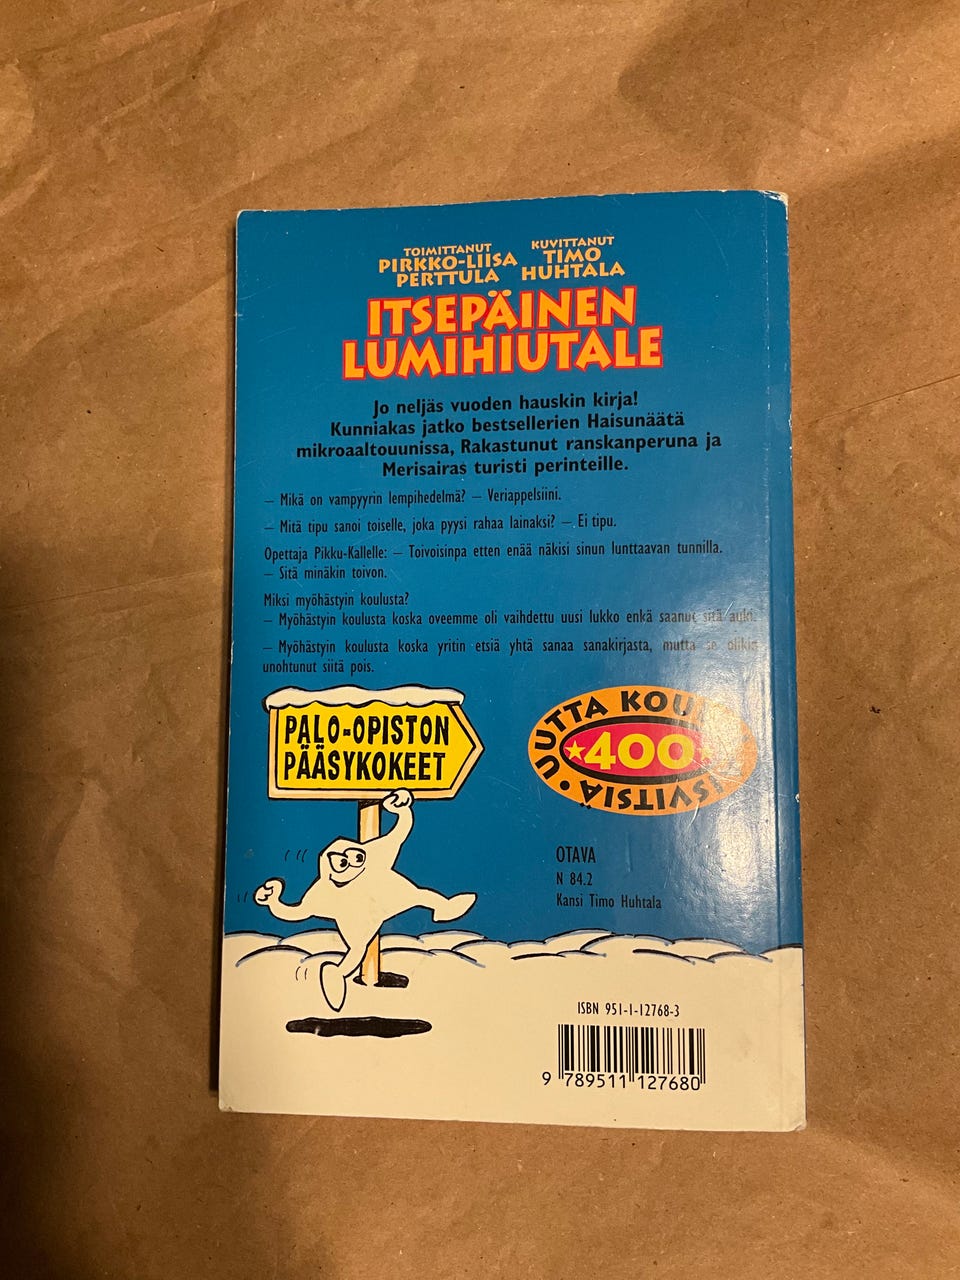 TOIMITTANUT
PIRKKO-LIISA
PERTTULA
KUVITTANUT
TIMO
HUHTALA
ITSEPÄINEN
LUMIHIUTALE
Jo neljäs vuoden hauskin kirja!
Kunniakas jatko bestsellerien Haisunäätä
mikroaaltouunissa, Rakastunut ranskanperuna ja
Merisairas turisti perinteille.
– Mikä on vampyyrin lempihedelmä? – Veriappelsiini.
– Mitä tipu sanoi toiselle, joka pyysi rahaa lainaksi? – Ei tipu.
Opettaja Pikku-Kallelle: – Toivoisinpa etten enää näkisi sinun lunttaavan tunnilla.
– Sitä minäkin toivon.
Miksi myöhästyin koulusta?
– Myöhästyin koulusta koska oveemme oli vaihdettu uusi lukko enkä saanut sitä auki.
– Myöhästyin koulusta koska yritin etsiä yhtä sanaa sanakirjasta, mutta se olikin
unohtunut siitä pois.
PALO-OPISTON
PÄÄSYKOKEET
UUTTA
400
OTAVA
N 84.2
Kansi Timo Huhtala
ISBN 951-1-12768-3
9 789511 127680